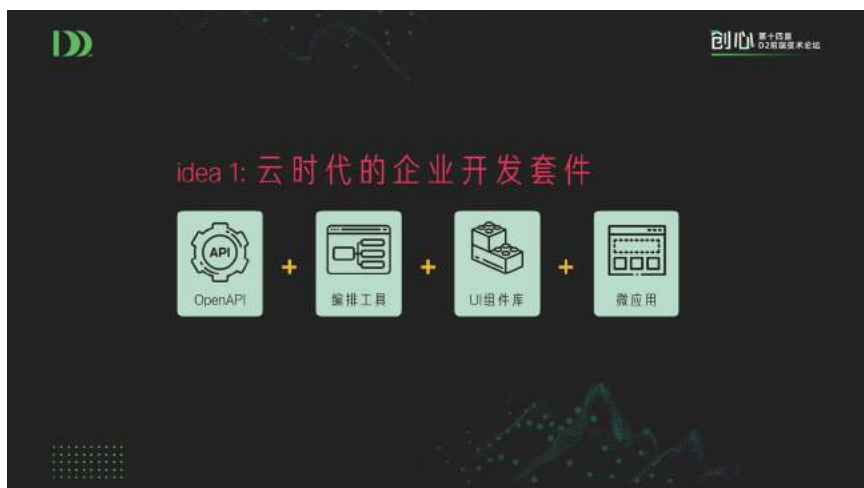 创心 第十四届
D2前端技术论坛
idea 1: 云时代的企业开发套件
API
OpenAPI
+
编排工具
+
UI组件库
+
微应用